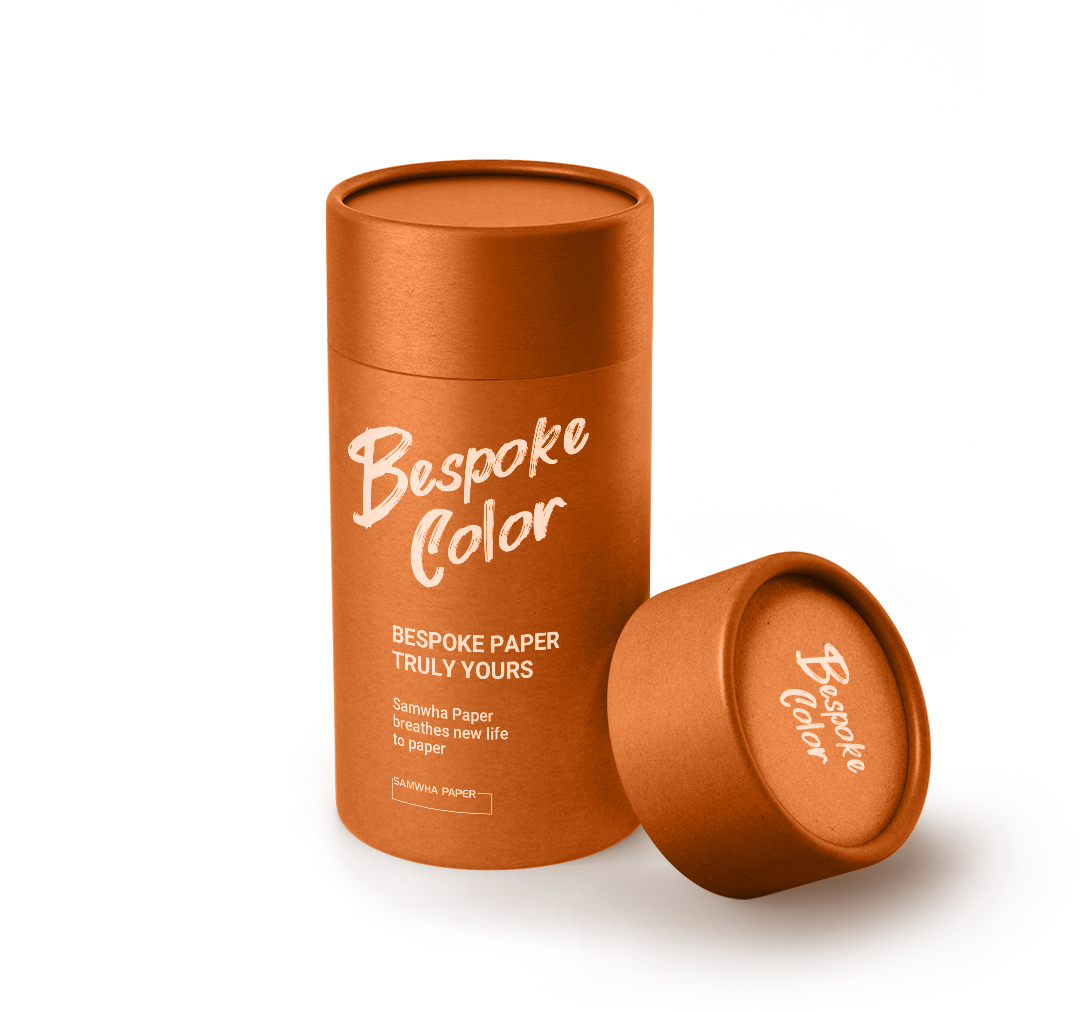 Bespoke
Color
BESPOKE PAPER
TRULY YOURS
Samwha Paper
breathes new life
to paper
SAMWHA PAPER
Bespoke
Color